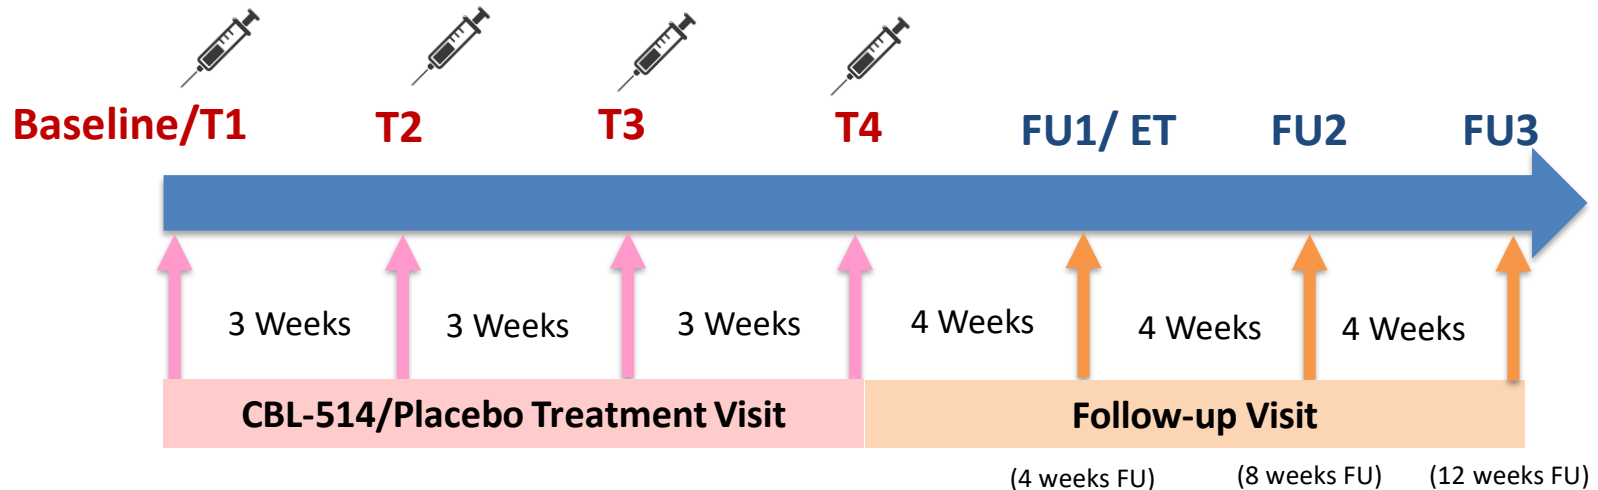 Baseline/T1
T2
T3
T4
FU1/ ET
FU2
FU3
3 Weeks
3 Weeks
3 Weeks
4 Weeks
4 Weeks
4 Weeks
CBL-514/Placebo Treatment Visit
Follow-up Visit
(4 weeks FU)
(8 weeks FU)
(12 weeks FU)